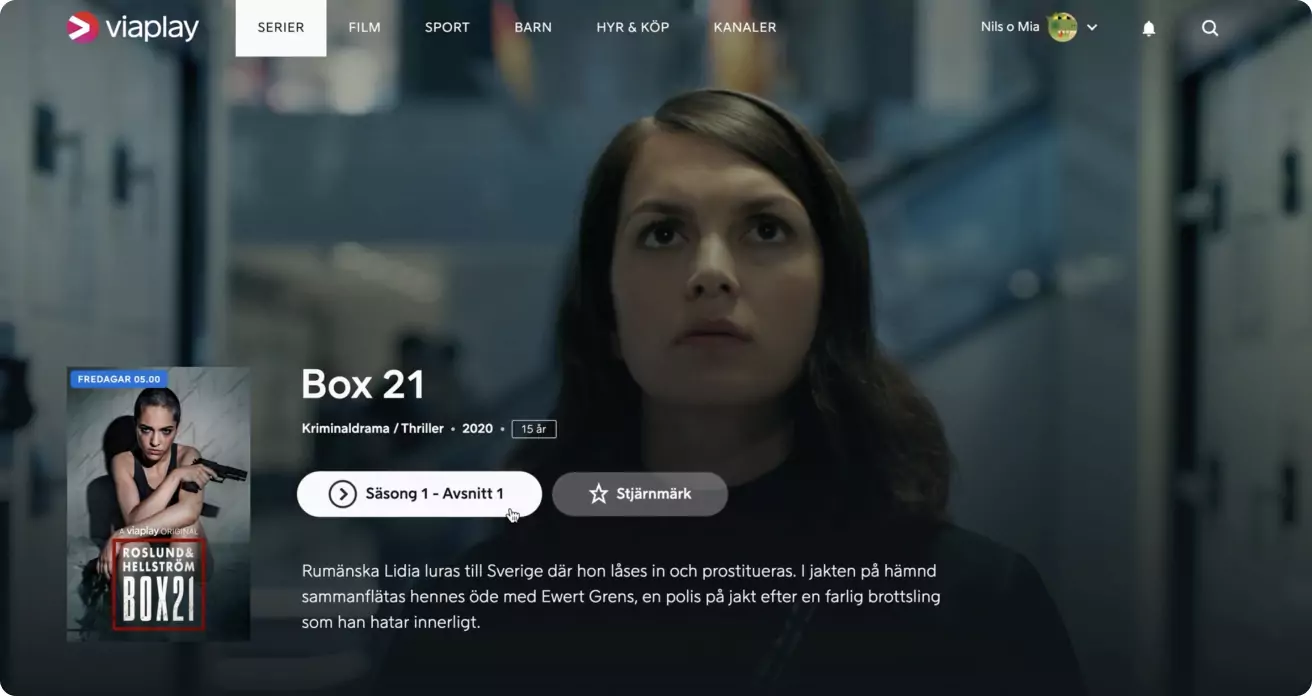 viaplay
SERIER
FILM
SPORT
BARN
HYR & KÖP
KANALER
Nils o Mia
FREDAGAR 05.00
A viaplay ORIGINAL
ROSLUND&
HELLSTRÖM
BOX21
Box 21
Kriminaldrama / Thriller • 2020 • 15 år
Säsong 1 - Avsnitt 1
Stjärnmärk
Rumänska Lidia luras till Sverige där hon låses in och prostitueras. I jakten på hämnd
sammanflätas hennes öde med Ewert Grens, en polis på jakt efter en farlig brottsling
som han hatar innerligt.